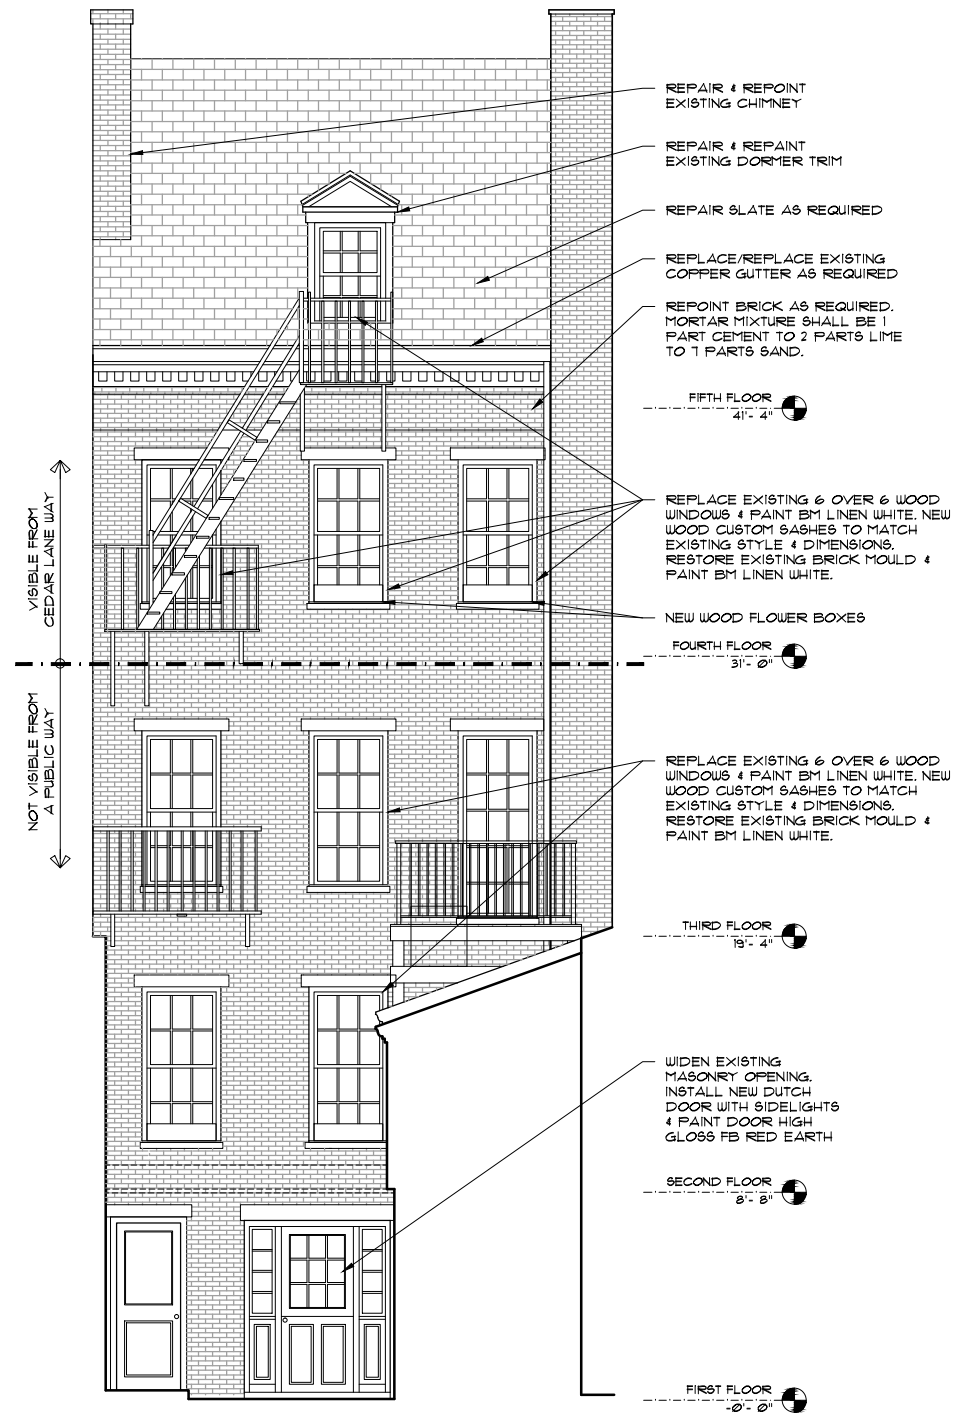 REPAIR & REPOINT
EXISTING CHIMNEY
REPAIR & REPAINT
EXISTING DORMER TRIM
REPAIR SLATE AS REQUIRED
REPLACE/REPLACE EXISTING
COPPER GUTTER AS REQUIRED
REPOINT BRICK AS REQUIRED.
MORTAR MIXTURE SHALL BE 1
PART CEMENT TO 2 PARTS LIME
TO 7 PARTS SAND.
FIFTH FLOOR
41'- 4"
VISIBLE FROM
CEDAR LANE WAY
REPLACE EXISTING 6 OVER 6 WOOD
WINDOWS & PAINT BM LINEN WHITE. NEW
WOOD CUSTOM SASHES TO MATCH
EXISTING STYLE & DIMENSIONS.
RESTORE EXISTING BRICK MOULD &
PAINT BM LINEN WHITE.
NEW WOOD FLOWER BOXES
FOURTH FLOOR
31'- 0"
NOT VISIBLE FROM
A PUBLIC WAY
REPLACE EXISTING 6 OVER 6 WOOD
WINDOWS & PAINT BM LINEN WHITE. NEW
WOOD CUSTOM SASHES TO MATCH
EXISTING STYLE & DIMENSIONS.
RESTORE EXISTING BRICK MOULD &
PAINT BM LINEN WHITE.
THIRD FLOOR
19'- 4"
WIDEN EXISTING
MASONRY OPENING.
INSTALL NEW DUTCH
DOOR WITH SIDELIGHTS
& PAINT DOOR HIGH
GLOSS FB RED EARTH
SECOND FLOOR
8'- 8"
FIRST FLOOR
-0'- 0"